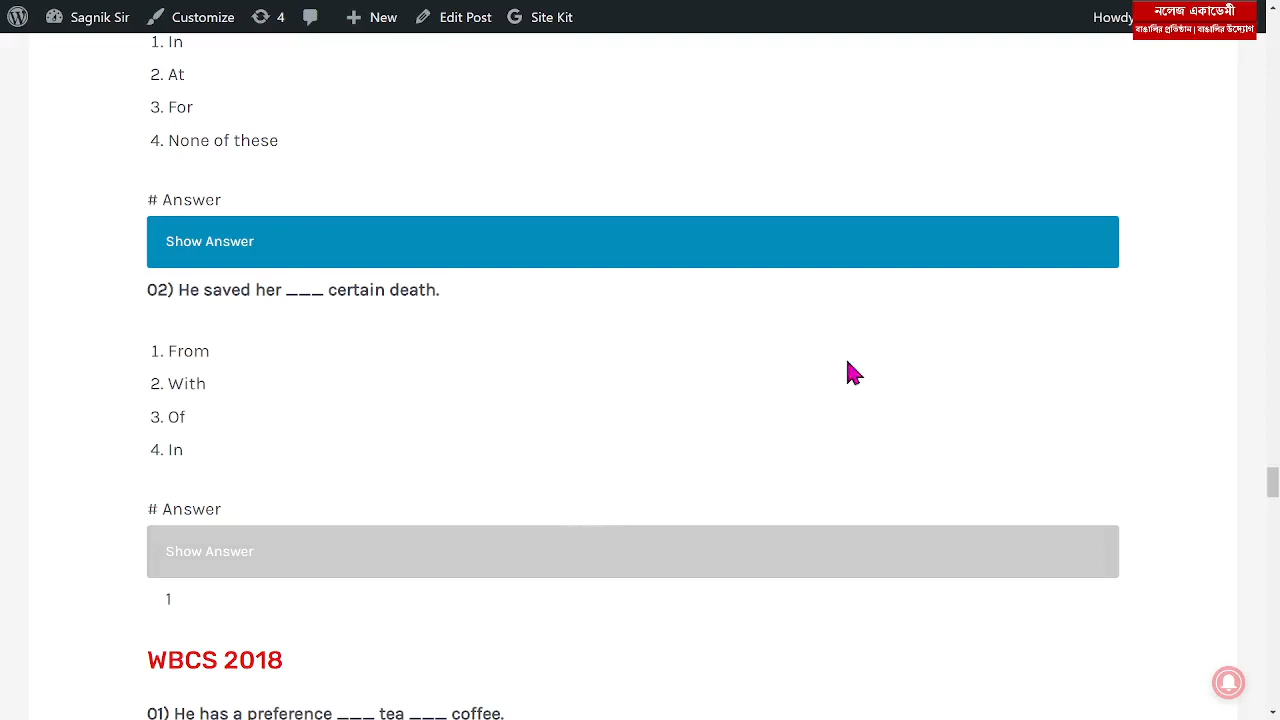 Sagnik Sir Customize 4 New Edit Post Site Kit Howdy
নলেজ একাডেমী
বাঙালির প্রতিষ্ঠান | বাঙালির উদ্যোগ
1. In
2. At
3. For
4. None of these
# Answer
Show Answer
02) He saved her ___ certain death.
1. From
2. With
3. Of
4. In
# Answer
Show Answer
1
WBCS 2018
01) He has a preference ___ tea ___ coffee.